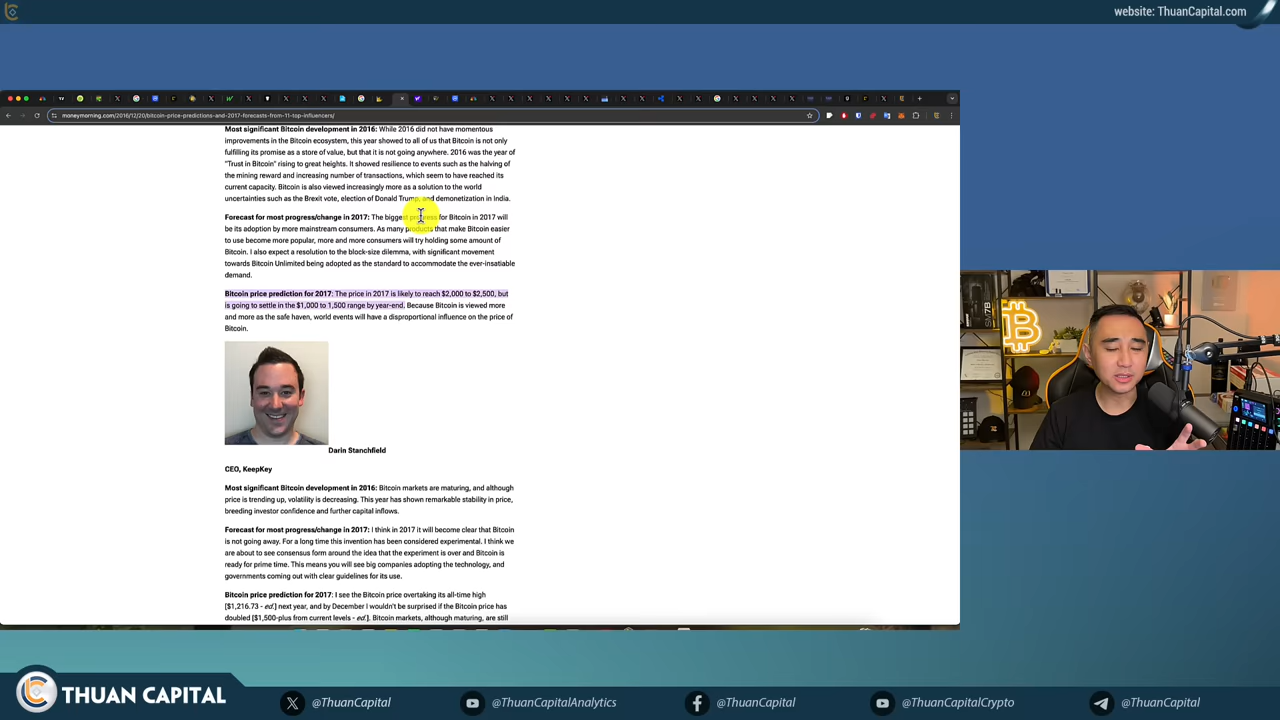 website: ThuanCapital.com
moneymorning.com/2016/12/20/bitcoin-price-predictions-and-2017-forecasts-from-11-top-influencers/
Most significant Bitcoin development in 2016: While 2016 did not have momentous
improvements in the Bitcoin ecosystem, this year showed to all of us that Bitcoin is not only
fulfilling its promise as a store of value, but that it is not going anywhere. 2016 was the year of
"Trust in Bitcoin" rising to great heights. It showed resilience to events such as the halving of
the mining reward and increasing number of transactions, which seem to have reached its
current capacity. Bitcoin is also viewed increasingly more as a solution to the world
uncertainties such as the Brexit vote, election of Donald Trump, and demonetization in India.
Forecast for most progress/change in 2017: The biggest progress for Bitcoin in 2017 will
be its adoption by more mainstream consumers. As many products that make Bitcoin easier
to use become more popular, more and more consumers will try holding some amount of
Bitcoin. I also expect a resolution to the block-size dilemma, with significant movement
towards Bitcoin Unlimited being adopted as the standard to accommodate the ever-insatiable
demand.
Bitcoin price prediction for 2017: The price in 2017 is likely to reach $2,000 to $2,500, but
is going to settle in the $1,000 to 1,500 range by year-end. Because Bitcoin is viewed more
and more as the safe haven, world events will have a disproportional influence on the price of
Bitcoin.
Darin Stanchfield
CEO, KeepKey
Most significant Bitcoin development in 2016: Bitcoin markets are maturing, and although
price is trending up, volatility is decreasing. This year has shown remarkable stability in price,
breeding investor confidence and further capital inflows.
Forecast for most progress/change in 2017: I think in 2017 it will become clear that Bitcoin
is not going away. For a long time this invention has been considered experimental. I think we
are about to see consensus form around the idea that the experiment is over and Bitcoin is
ready for prime time. This means you will see big companies adopting the technology, and
governments coming out with clear guidelines for its use.
Bitcoin price prediction for 2017: I see the Bitcoin price overtaking its all-time high
[$1,216.73 - ed.] next year, and by December I wouldn't be surprised if the Bitcoin price has
doubled [$1,500-plus from current levels - ed.]. Bitcoin markets, although maturing, are still
SM7B
THUAN CAPITAL
@ThuanCapital
@ThuanCapitalAnalytics
@ThuanCapital
@ThuanCapitalCrypto
@ThuanCapital